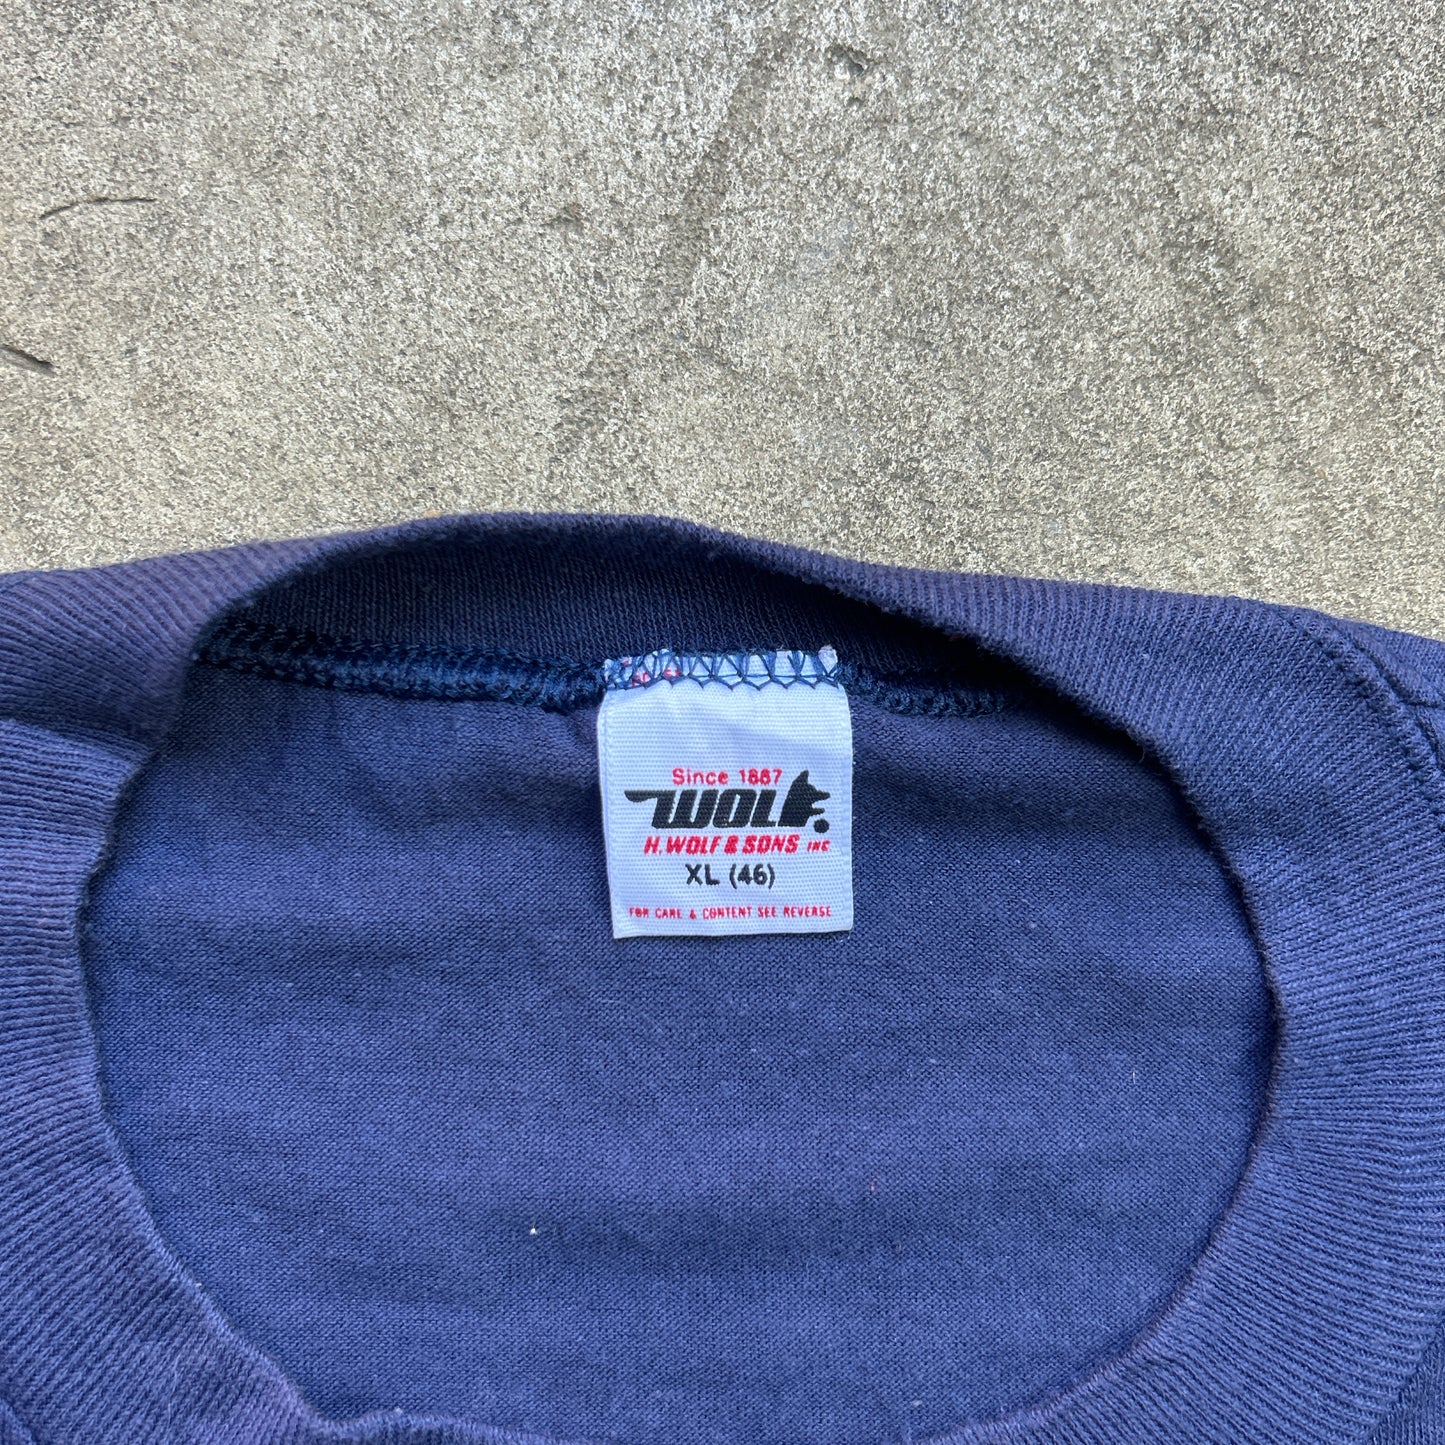 Since 1887
WOLF
H. WOLF & SONS INC
XL (46)
FOR CARE & CONTENT SEE REVERSE